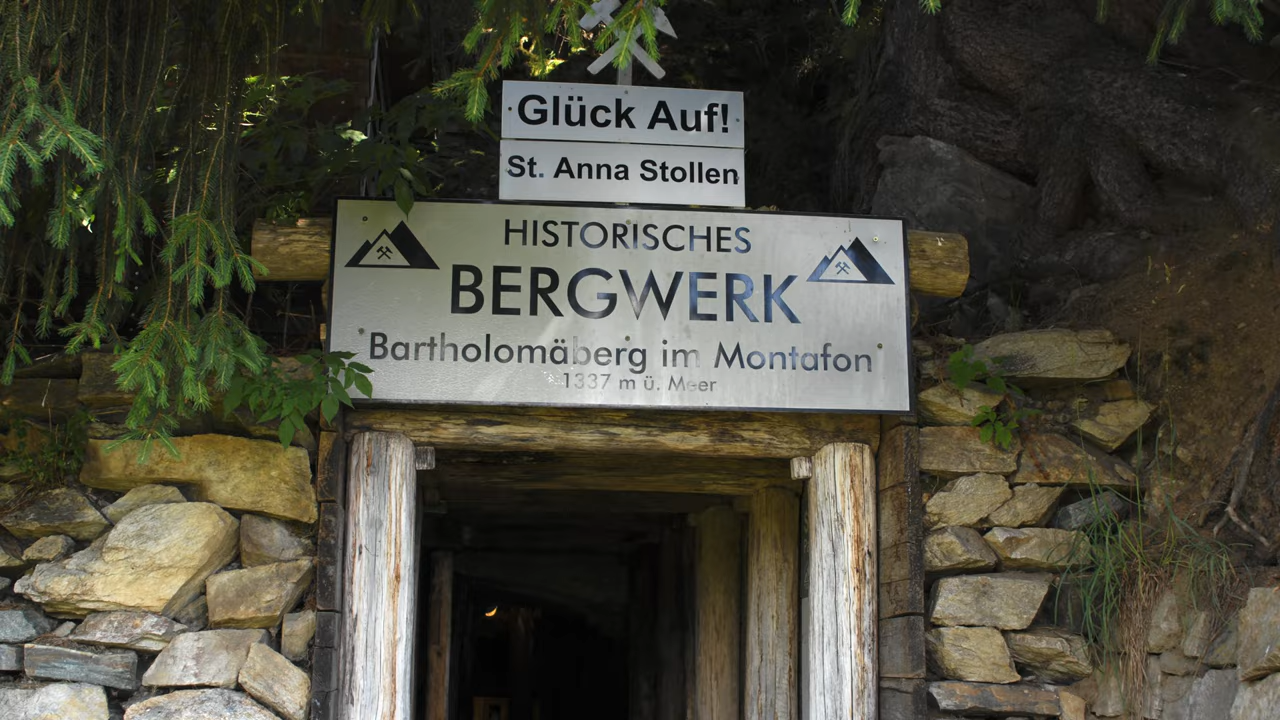 Glück Auf!
St. Anna Stollen
HISTORISCHES
BERGWERK
Bartholomäberg im Montafon
1337 m ü. Meer